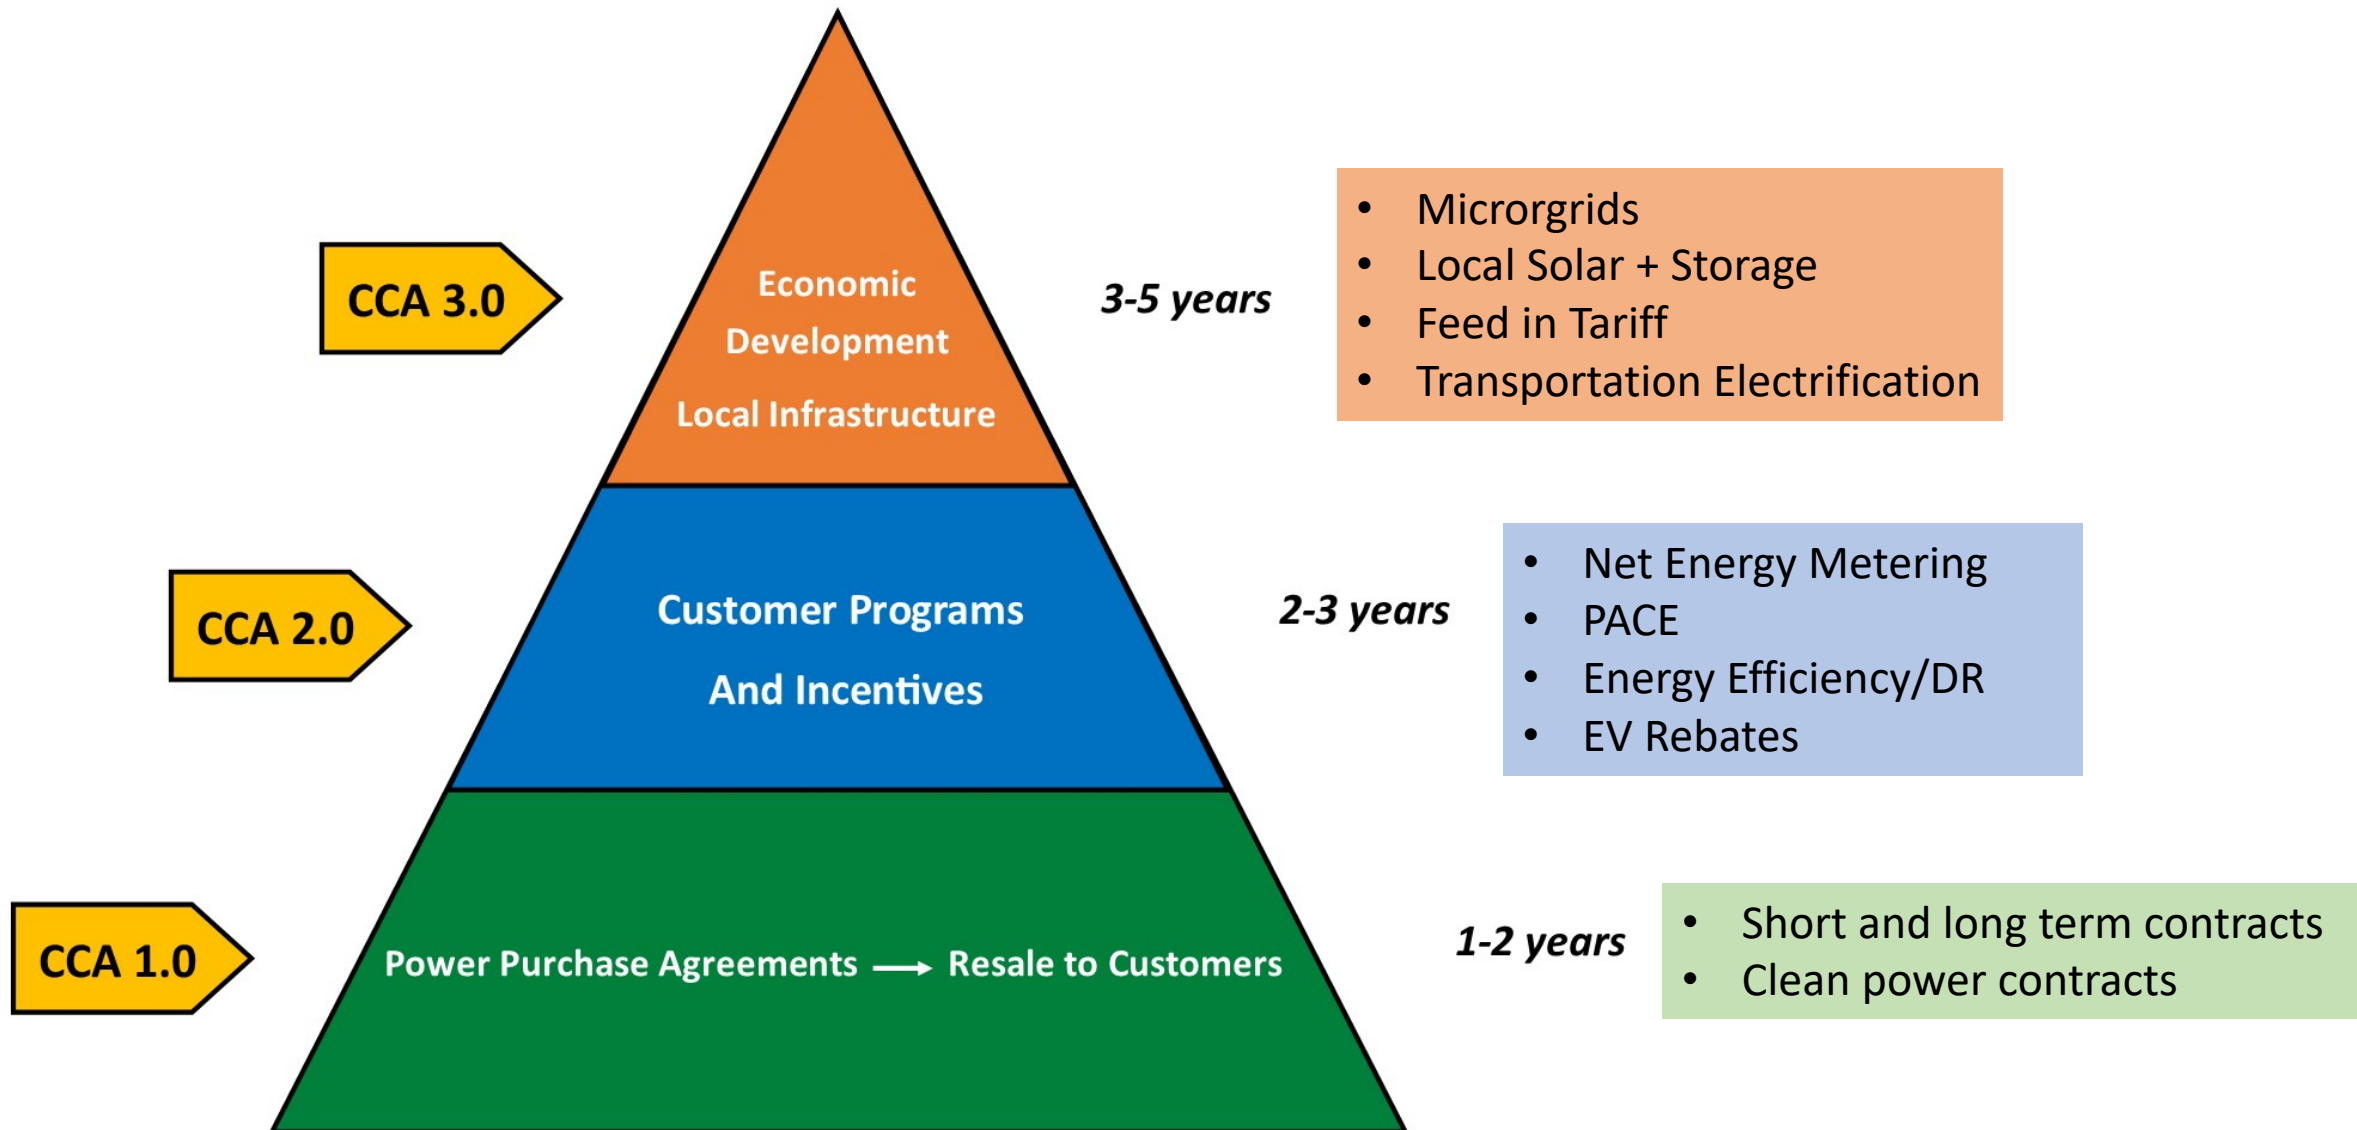 CCA 3.0
Economic
Development
Local Infrastructure
3-5 years
• Microrgrids
• Local Solar + Storage
• Feed in Tariff
• Transportation Electrification
CCA 2.0
Customer Programs
And Incentives
2-3 years
• Net Energy Metering
• PACE
• Energy Efficiency/DR
• EV Rebates
CCA 1.0
Power Purchase Agreements → Resale to Customers
1-2 years
• Short and long term contracts
• Clean power contracts